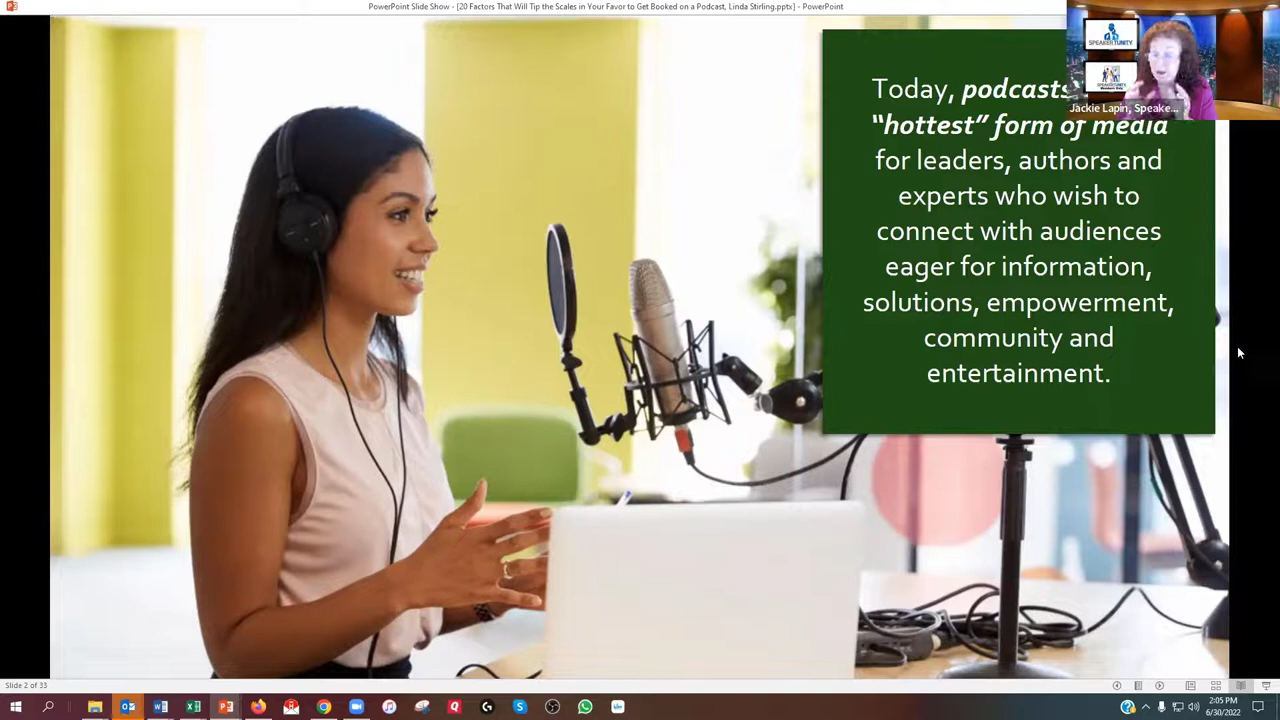 PowerPoint Slide Show - [20 Factors That Will Tip the Scales in Your Favor to Get Booked on a Podcast, Linda Stirling.pptx] - PowerPoint
SPEAKERTUNITY
SPEAKERTUNITY
Jackie Lapin, Speake...
Today, podcasts
“hottest” form of media
for leaders, authors and
experts who wish to
connect with audiences
eager for information,
solutions, empowerment,
community and
entertainment.
Slide 2 of 33
2:05 PM
6/30/2022